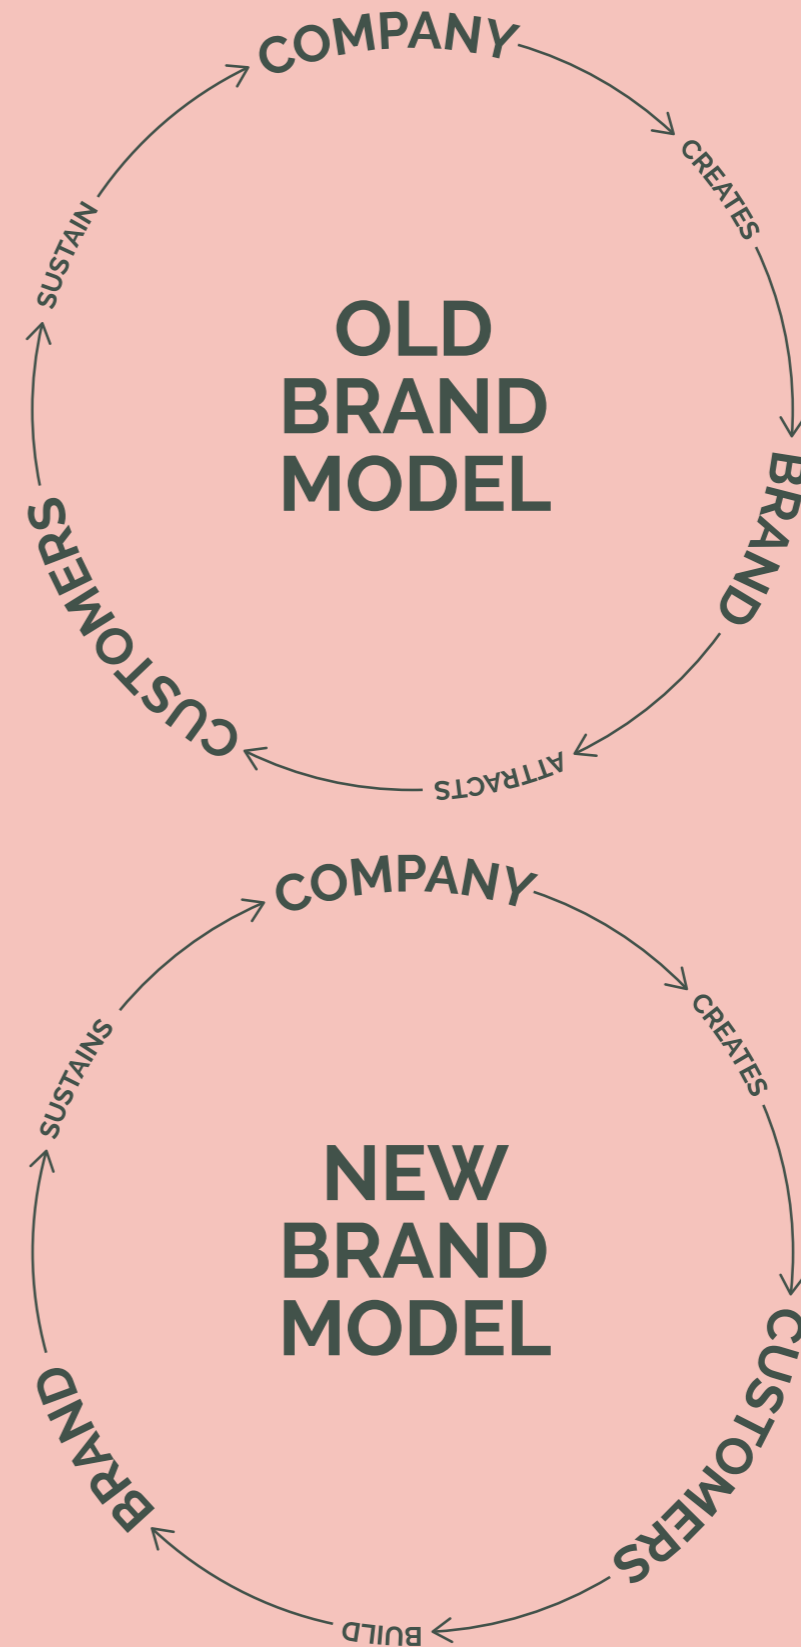 COMPANY
CREATES
BRAND
ATTRACTS
CUSTOMERS
SUSTAIN
OLD
BRAND
MODEL
COMPANY
CREATES
CUSTOMERS
BUILD
BRAND
SUSTAINS
NEW
BRAND
MODEL